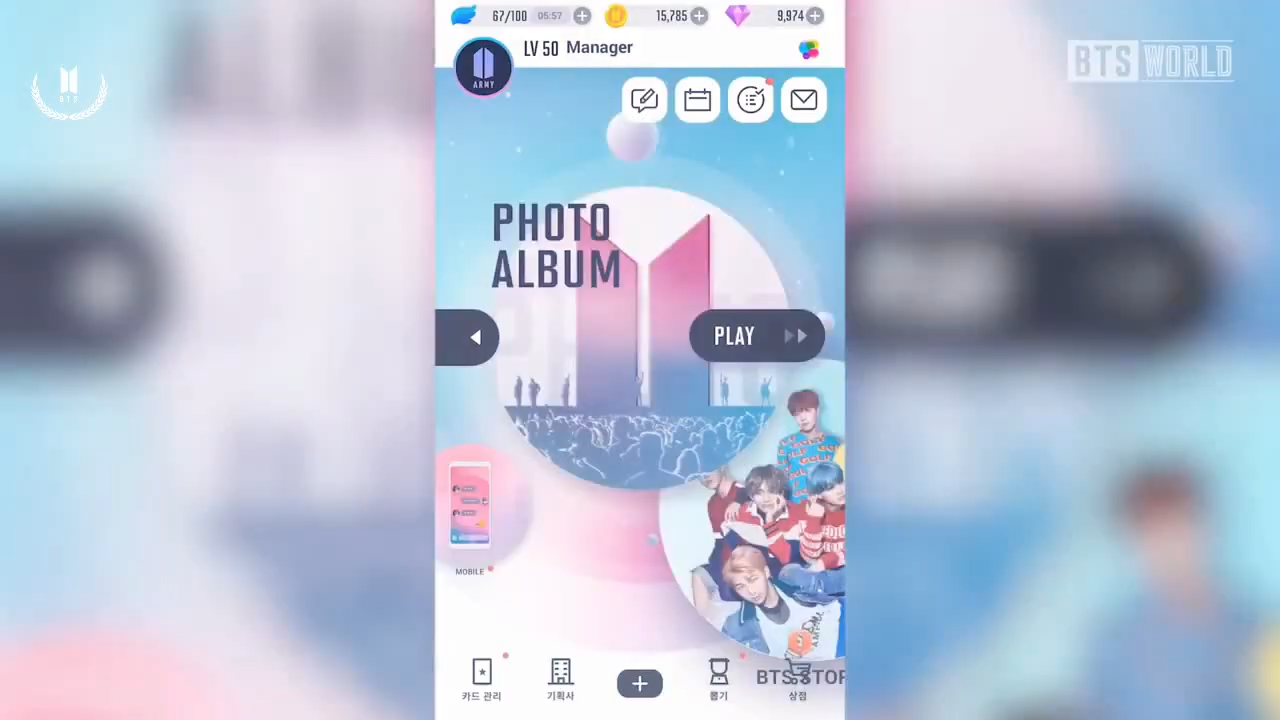 67/100 05:57 15,785 9,974
LV 50 Manager
ARMY
BTS
BTS WORLD
PHOTO
ALBUM
PLAY
MOBILE
BTS STOR
카드 관리
기획사
뽑기
상점